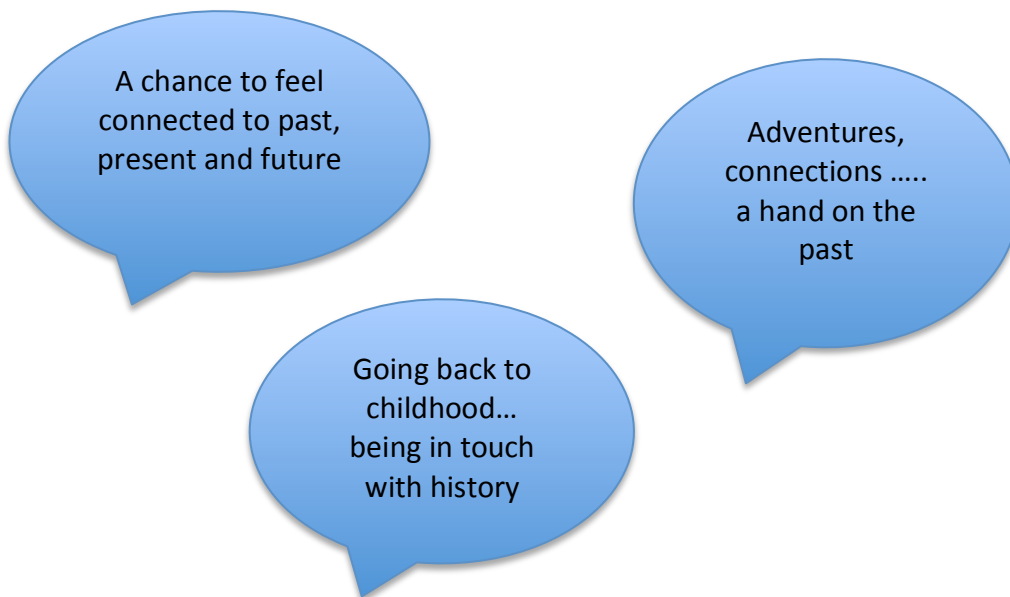 A chance to feel
connected to past,
present and future
Adventures,
connections …..
a hand on the
past
Going back to
childhood…
being in touch
with history